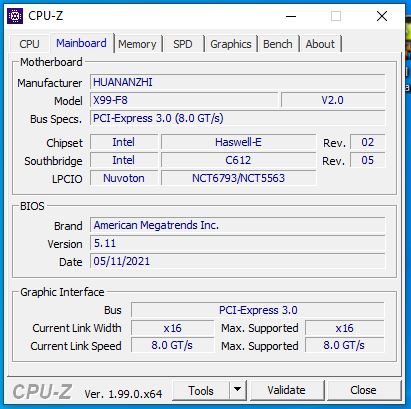 CPU-Z
CPU Mainboard Memory SPD Graphics Bench About
Motherboard
Manufacturer HUANANZHI
Model X99-F8 V2.0
Bus Specs. PCI-Express 3.0 (8.0 GT/s)
Chipset Intel Haswell-E Rev. 02
Southbridge Intel C612 Rev. 05
LPCIO Nuvoton NCT6793/NCT5563
BIOS
Brand American Megatrends Inc.
Version 5.11
Date 05/11/2021
Graphic Interface
Bus PCI-Express 3.0
Current Link Width x16 Max. Supported x16
Current Link Speed 8.0 GT/s Max. Supported 8.0 GT/s
CPU-Z Ver. 1.99.0.x64 Tools Validate Close